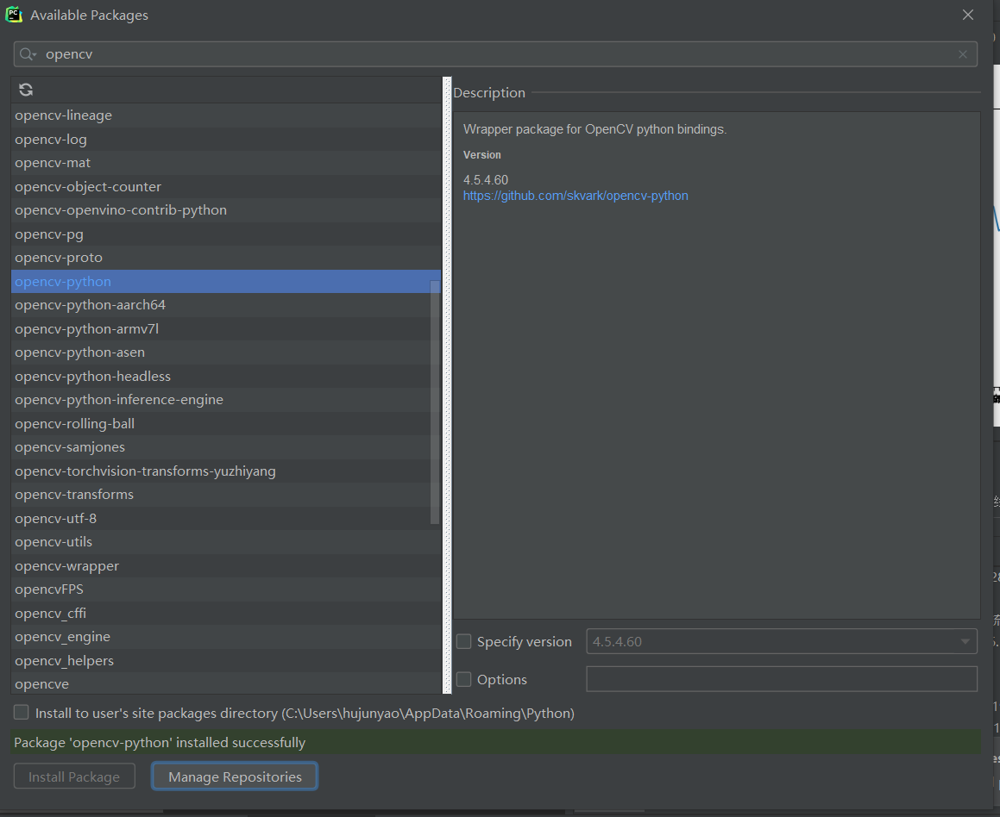 Available Packages
opencv
Description
opencv-lineage
opencv-log
opencv-mat
opencv-object-counter
opencv-openvino-contrib-python
opencv-pg
opencv-proto
opencv-python
opencv-python-aarch64
opencv-python-armv7l
opencv-python-asen
opencv-python-headless
opencv-python-inference-engine
opencv-rolling-ball
opencv-samjones
opencv-torchvision-transforms-yuzhiyang
opencv-transforms
opencv-utf-8
opencv-utils
opencv-wrapper
opencvFPS
opencv_cffi
opencv_engine
opencv_helpers
opencve
Wrapper package for OpenCV python bindings.
Version
4.5.4.60
https://github.com/skvark/opencv-python
Specify version
4.5.4.60
Options
Install to user's site packages directory (C:\Users\hujunyao\AppData\Roaming\Python)
Package 'opencv-python' installed successfully
Install Package
Manage Repositories